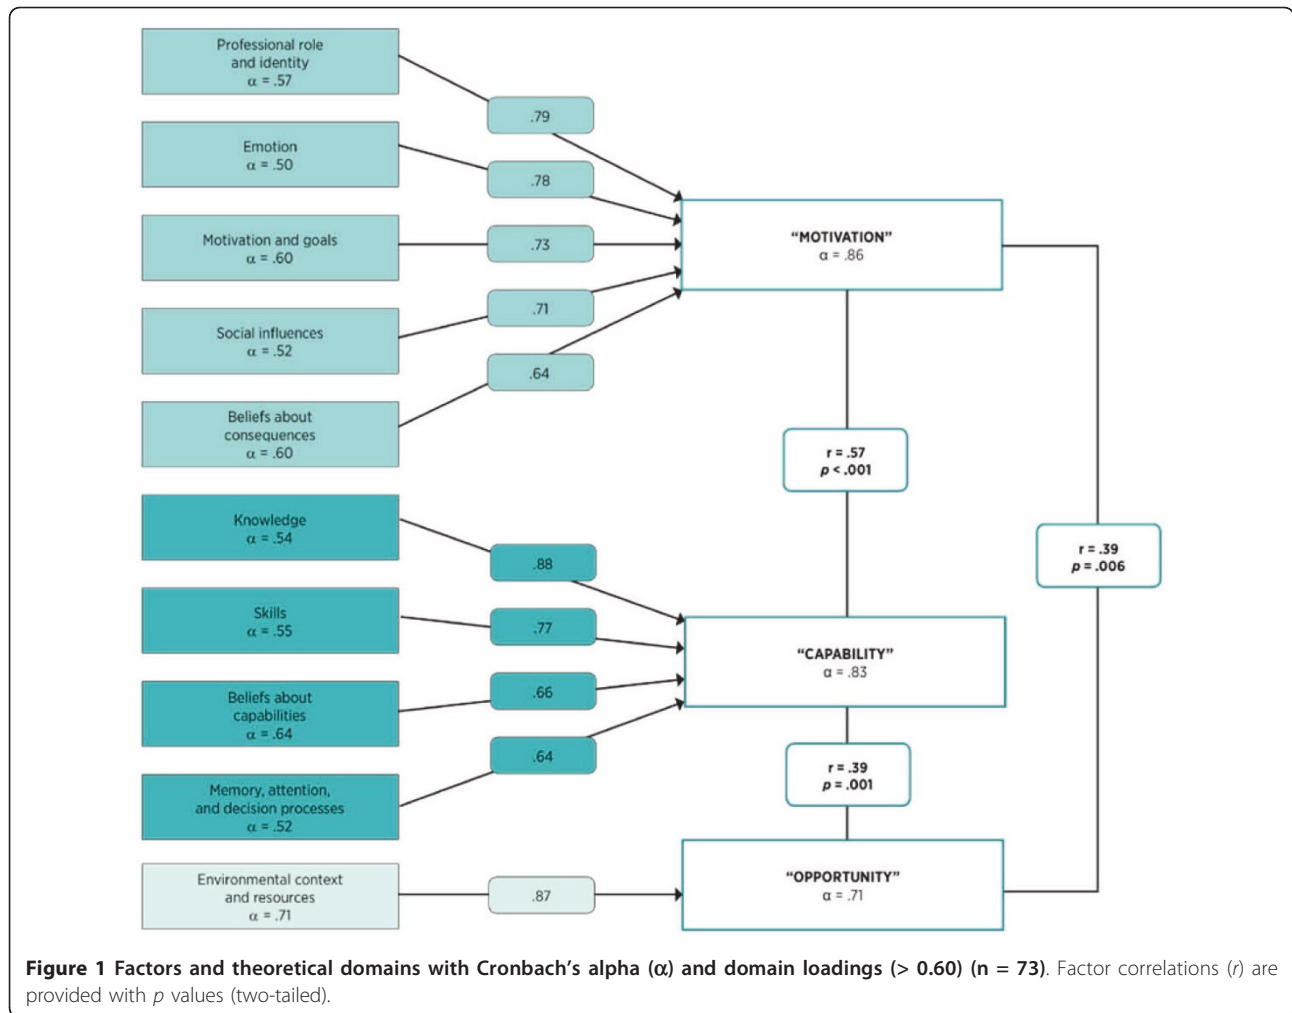 Professional role
and identity
α = .57
.79
Emotion
α = .50
.78
Motivation and goals
α = .60
.73
Social influences
α = .52
.71
Beliefs about
consequences
α = .60
.64
"MOTIVATION"
α = .86
r = .57
p < .001
r = .39
p = .006
Knowledge
α = .54
.88
Skills
α = .55
.77
Beliefs about
capabilities
α = .64
.66
Memory, attention,
and decision processes
α = .52
.64
"CAPABILITY"
α = .83
r = .39
p = .001
Environmental context
and resources
α = .71
.87
"OPPORTUNITY"
α = .71
Figure 1 Factors and theoretical domains with Cronbach's alpha (α) and domain loadings (> 0.60) (n = 73). Factor correlations (r) are
provided with p values (two-tailed).